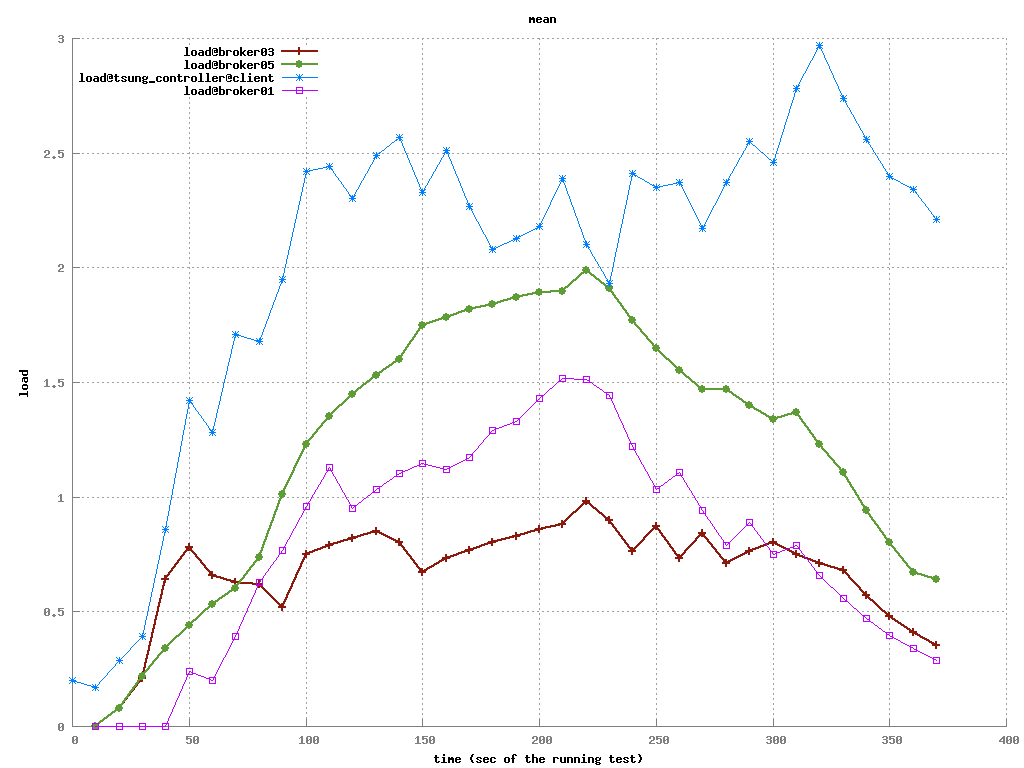 mean
load@broker03
load@broker05
load@tsung_controller@client
load@broker01
3
2.5
2
1.5
1
0.5
0
load
0 50 100 150 200 250 300 350 400
time (sec of the running test)